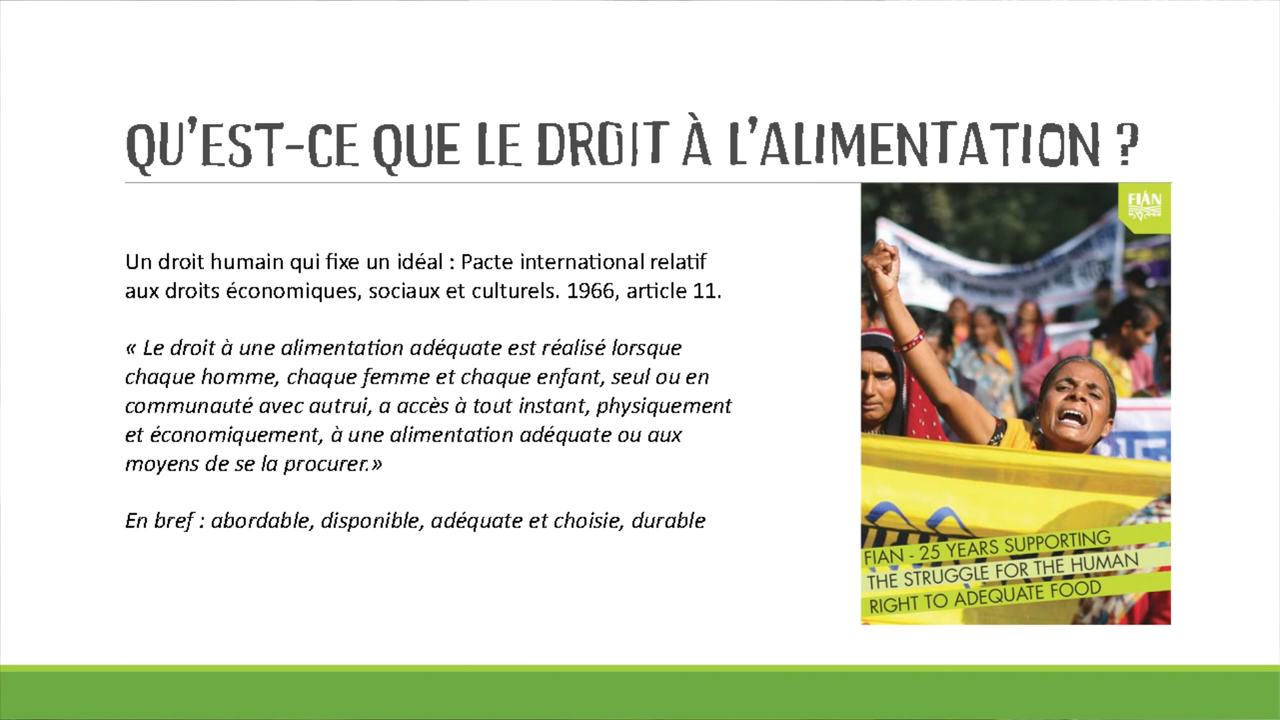 QU'EST-CE QUE LE DROIT À L'ALIMENTATION ?
Un droit humain qui fixe un idéal : Pacte international relatif
aux droits économiques, sociaux et culturels. 1966, article 11.
« Le droit à une alimentation adéquate est réalisé lorsque
chaque homme, chaque femme et chaque enfant, seul ou en
communauté avec autrui, a accès à tout instant, physiquement
et économiquement, à une alimentation adéquate ou aux
moyens de se la procurer.»
En bref : abordable, disponible, adéquate et choisie, durable
FIAN
FIAN - 25 YEARS SUPPORTING
THE STRUGGLE FOR THE HUMAN
RIGHT TO ADEQUATE FOOD